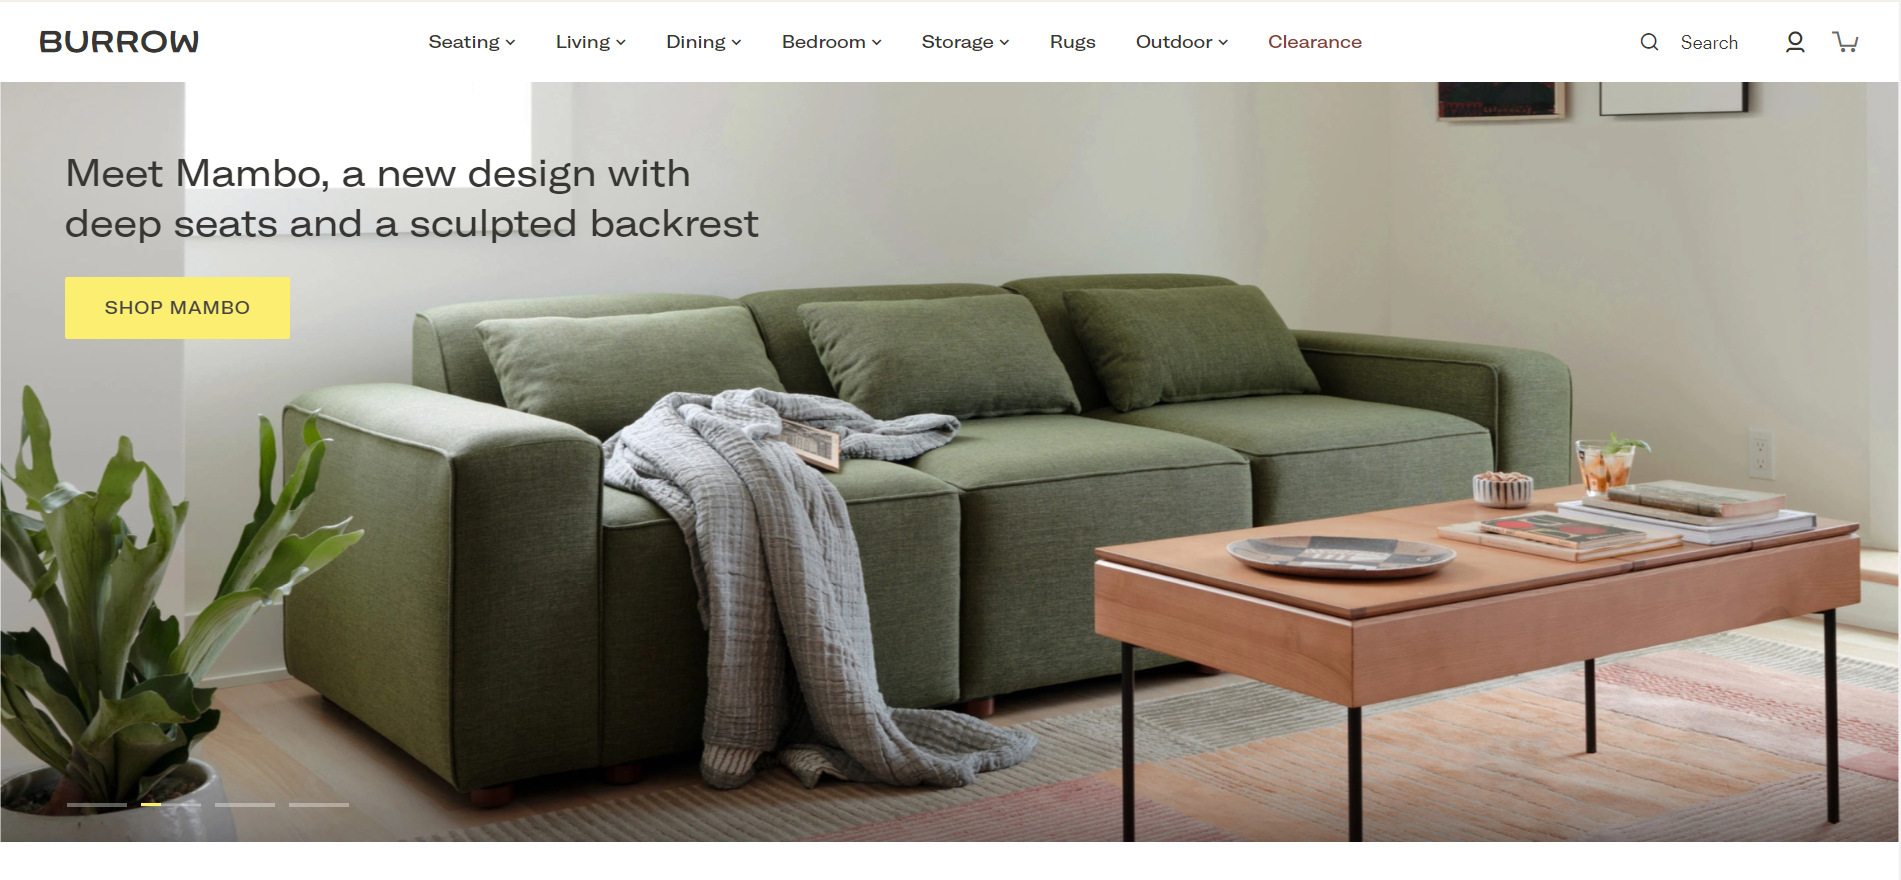 BURROW
Seating
Living
Dining
Bedroom
Storage
Rugs
Outdoor
Clearance
Search
Meet Mambo, a new design with
deep seats and a sculpted backrest
SHOP MAMBO